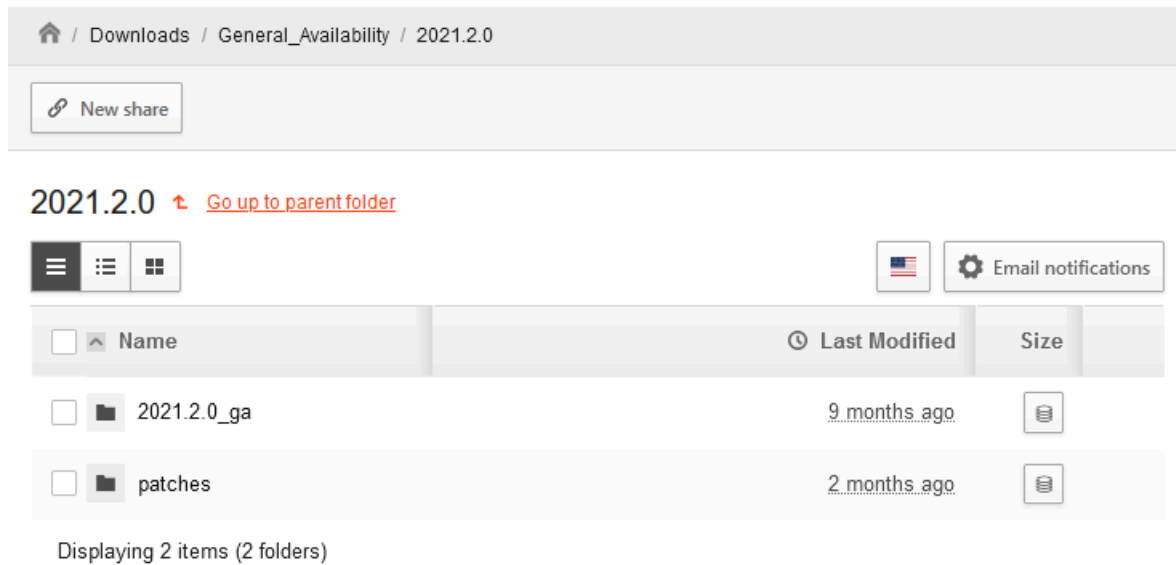 / Downloads / General_Availability / 2021.2.0
New share
2021.2.0 Go up to parent folder
Email notifications
Name Last Modified Size
2021.2.0_ga 9 months ago
patches 2 months ago
Displaying 2 items (2 folders)